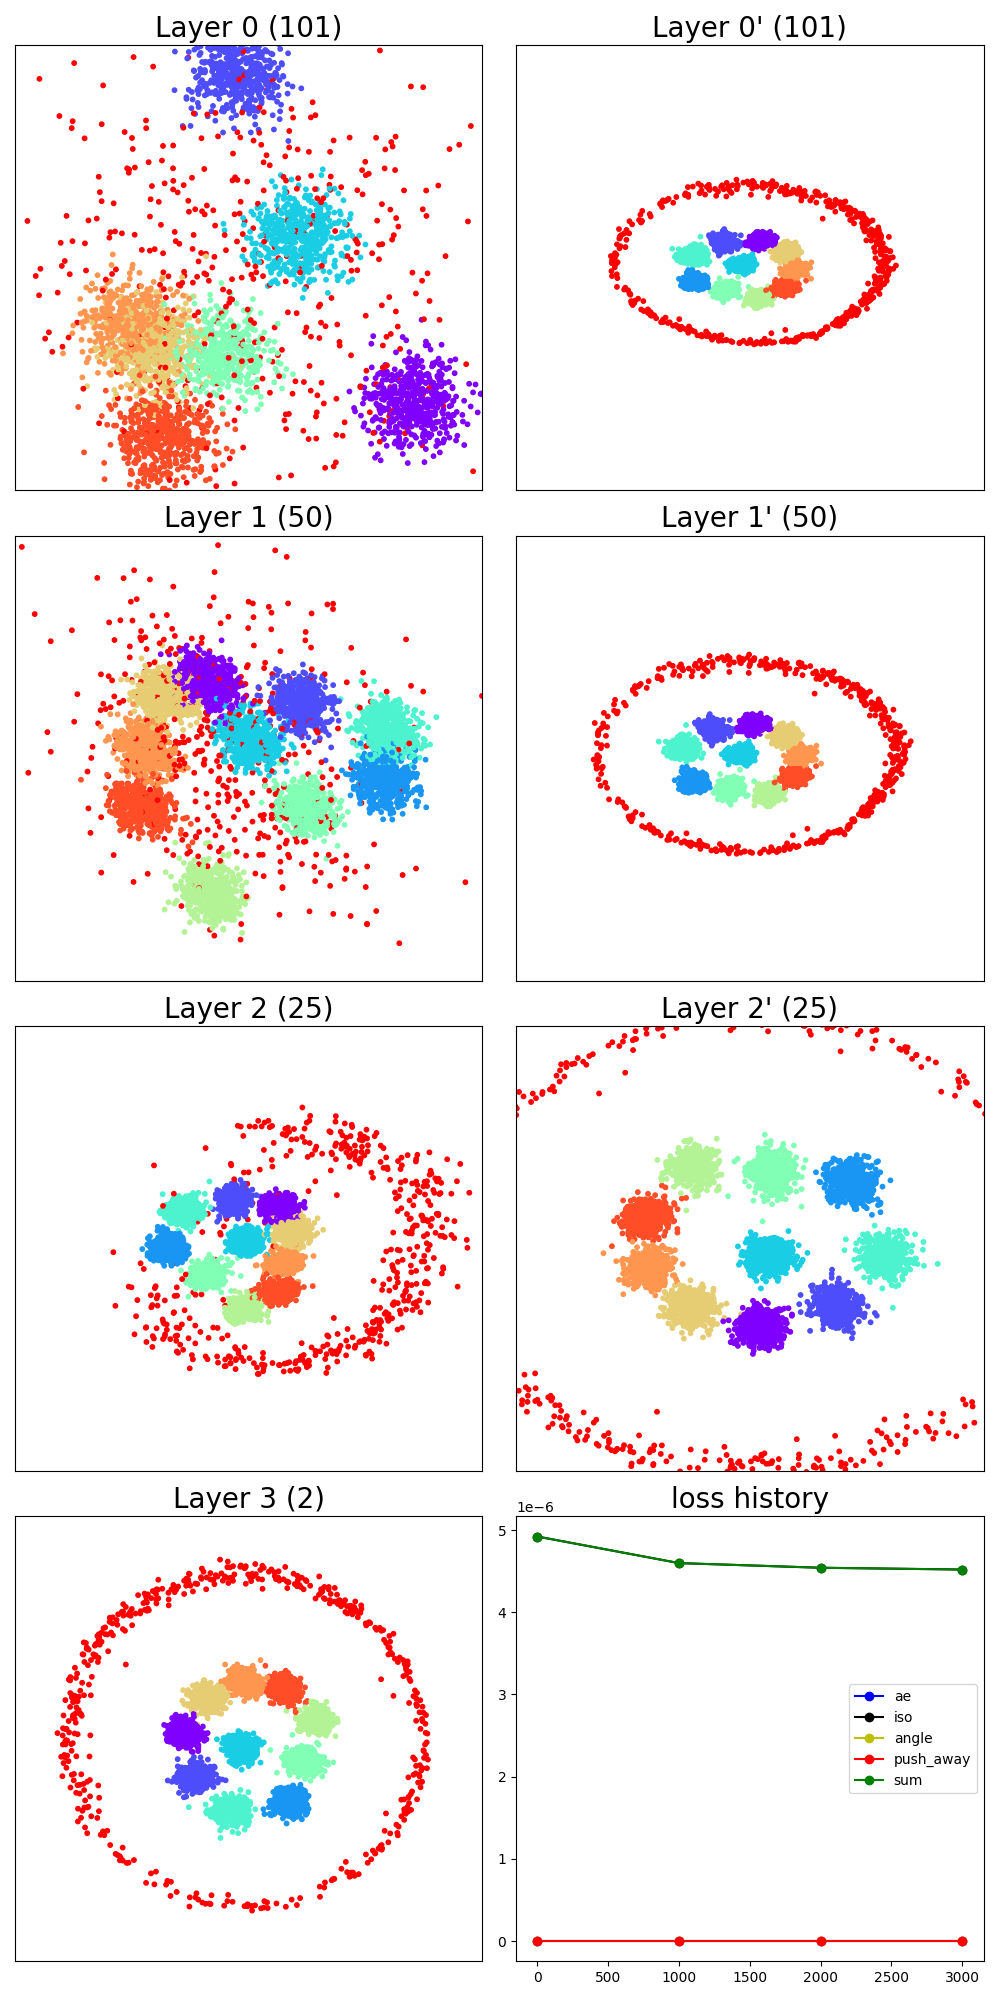 Layer 0 (101)
Layer 0' (101)
Layer 1 (50)
Layer 1' (50)
Layer 2 (25)
Layer 2' (25)
Layer 3 (2)
loss history
1e−6
5
4
3
2
1
0
ae
iso
angle
push_away
sum
0 500 1000 1500 2000 2500 3000